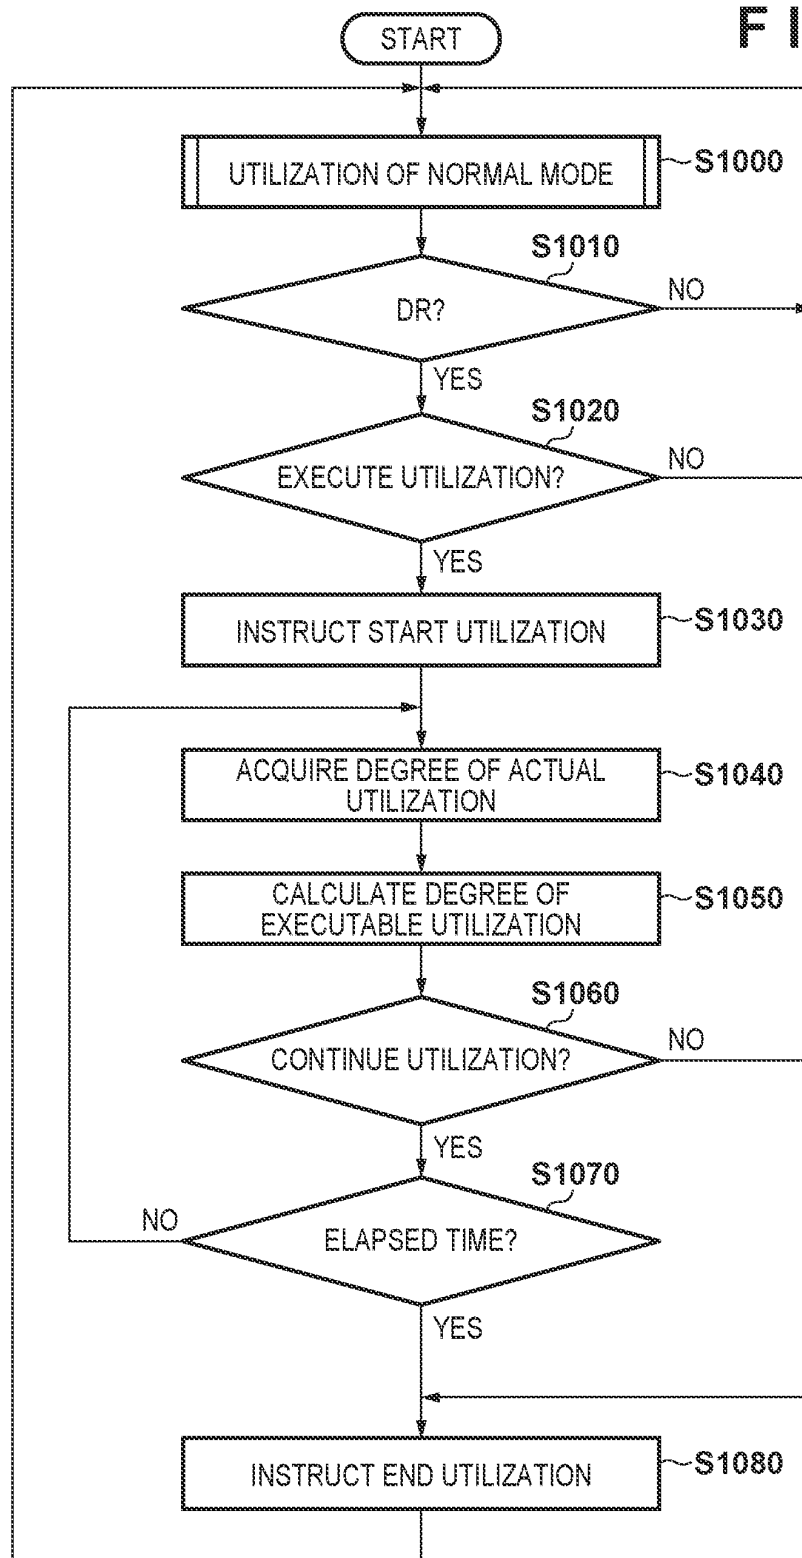 F I
START
UTILIZATION OF NORMAL MODE
S1000
S1010
DR?
NO
YES
S1020
EXECUTE UTILIZATION?
NO
YES
INSTRUCT START UTILIZATION
S1030
ACQUIRE DEGREE OF ACTUAL
UTILIZATION
S1040
CALCULATE DEGREE OF
EXECUTABLE UTILIZATION
S1050
S1060
CONTINUE UTILIZATION?
NO
YES
S1070
NO
ELAPSED TIME?
YES
INSTRUCT END UTILIZATION
S1080